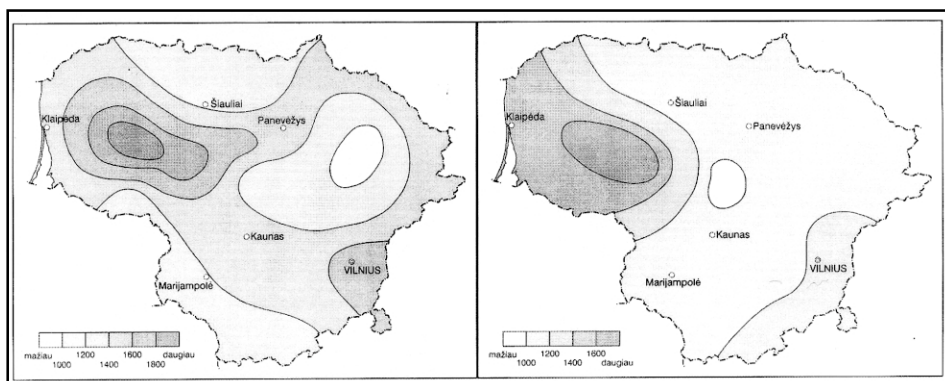 Šiauliai
Klaipėda
Panevėžys
Kaunas
VILNIUS
Marijampolė
1200 1600 daugiau
mažiau 1000 1400 1800
Šiauliai
Klaipėda
Panevėžys
Kaunas
VILNIUS
Marijampolė
1200 1600
mažiau 1000 1400 daugiau